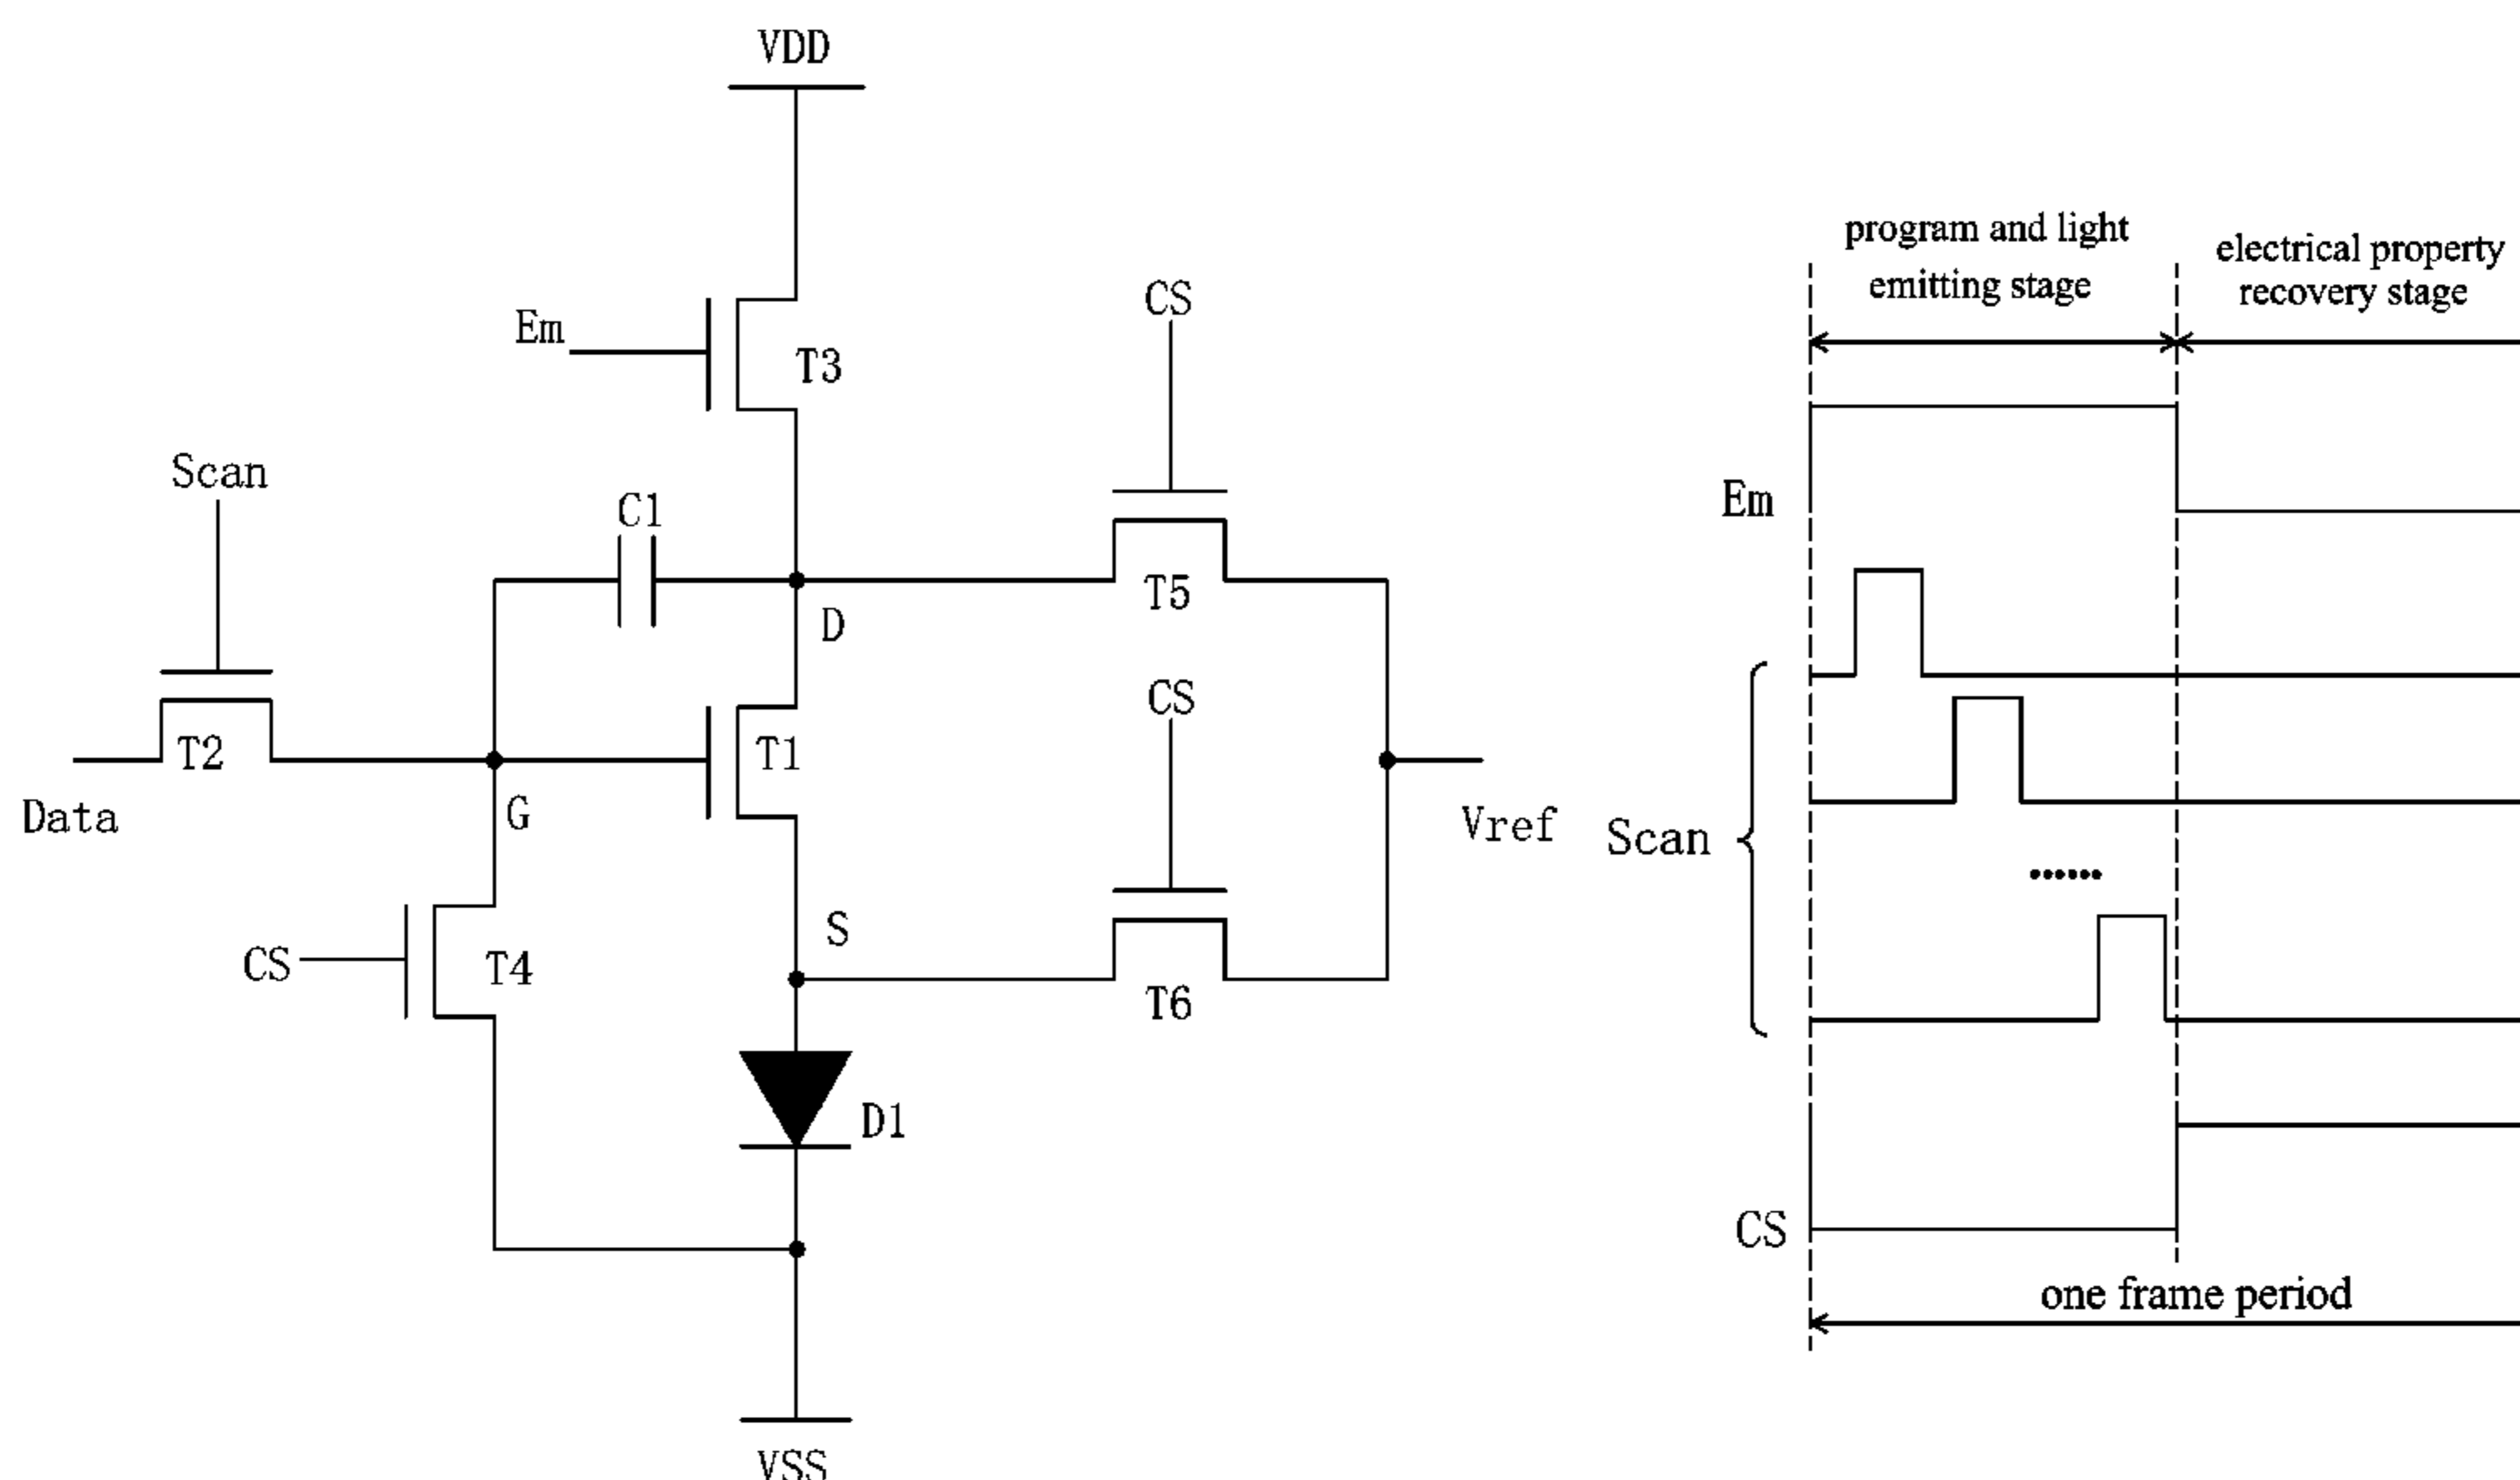 VDD
Em
T3
CS
Scan
C1
T5
D
CS
T2
T1
Data
G
Vref
S
CS
T4
T6
D1
VSS
program and light
emitting stage
electrical property
recovery stage
Em
Scan
......
CS
one frame period